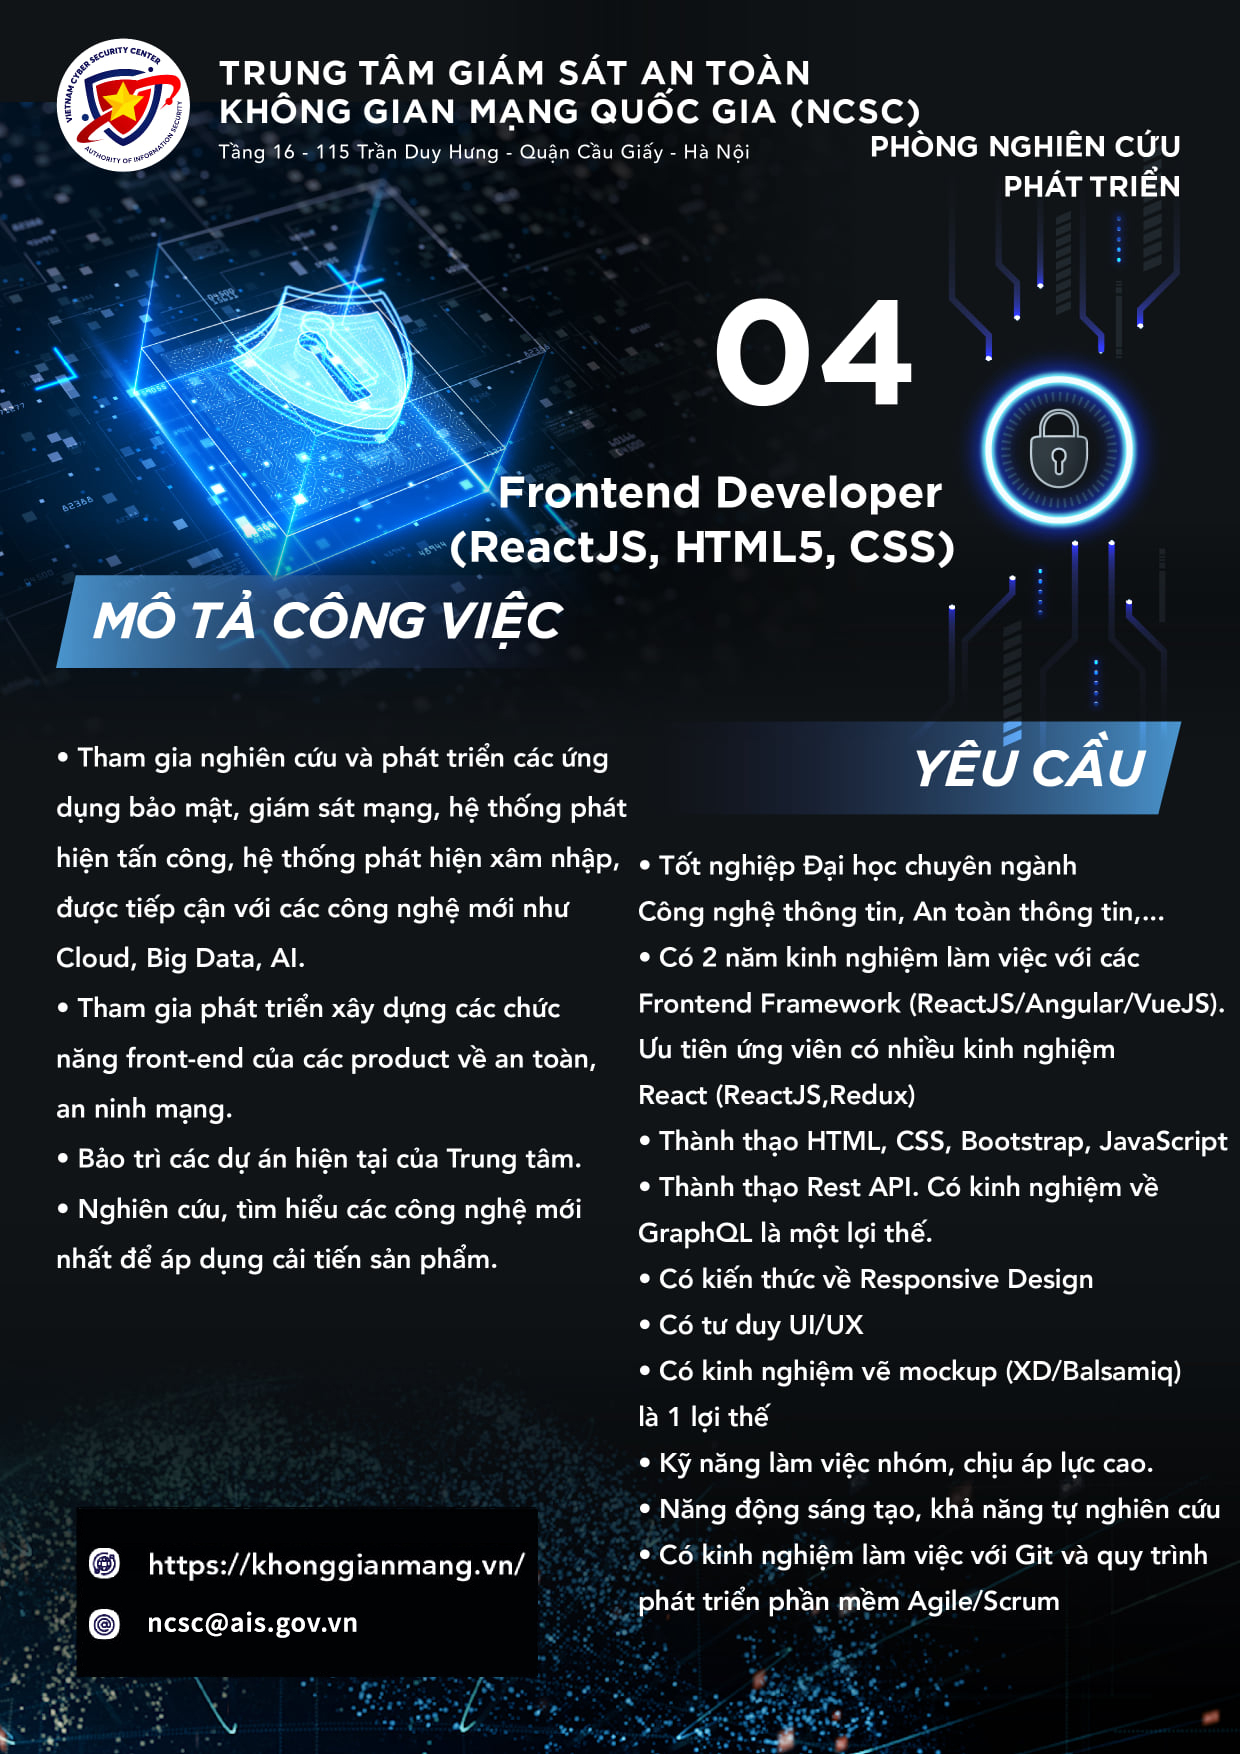 VIETNAM CYBER SECURITY CENTER
AUTHORITY OF INFORMATION SECURITY
TRUNG TÂM GIÁM SÁT AN TOÀN
KHÔNG GIAN MẠNG QUỐC GIA (NCSC)
Tầng 16 - 115 Trần Duy Hưng - Quận Cầu Giấy - Hà Nội
PHÒNG NGHIÊN CỨU
PHÁT TRIỂN
04
Frontend Developer
(ReactJS, HTML5, CSS)
MÔ TẢ CÔNG VIỆC
• Tham gia nghiên cứu và phát triển các ứng
dụng bảo mật, giám sát mạng, hệ thống phát
hiện tấn công, hệ thống phát hiện xâm nhập,
được tiếp cận với các công nghệ mới như
Cloud, Big Data, AI.
• Tham gia phát triển xây dựng các chức
năng front-end của các product về an toàn,
an ninh mạng.
• Bảo trì các dự án hiện tại của Trung tâm.
• Nghiên cứu, tìm hiểu các công nghệ mới
nhất để áp dụng cải tiến sản phẩm.
YÊU CẦU
• Tốt nghiệp Đại học chuyên ngành
Công nghệ thông tin, An toàn thông tin,...
• Có 2 năm kinh nghiệm làm việc với các
Frontend Framework (ReactJS/Angular/VueJS).
Ưu tiên ứng viên có nhiều kinh nghiệm
React (ReactJS,Redux)
• Thành thạo HTML, CSS, Bootstrap, JavaScript
• Thành thạo Rest API. Có kinh nghiệm về
GraphQL là một lợi thế.
• Có kiến thức về Responsive Design
• Có tư duy UI/UX
• Có kinh nghiệm vẽ mockup (XD/Balsamiq)
là 1 lợi thế
• Kỹ năng làm việc nhóm, chịu áp lực cao.
• Năng động sáng tạo, khả năng tự nghiên cứu
• Có kinh nghiệm làm việc với Git và quy trình
phát triển phần mềm Agile/Scrum
https://khonggianmang.vn/
ncsc@ais.gov.vn